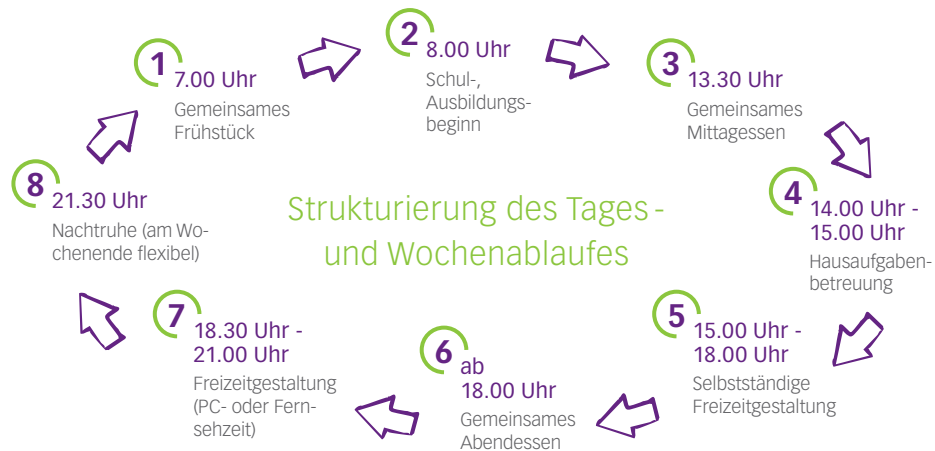 1
7.00 Uhr
Gemeinsames
Frühstück
2
8.00 Uhr
Schul-,
Ausbildungs-
beginn
3
13.30 Uhr
Gemeinsames
Mittagessen
4
14.00 Uhr -
15.00 Uhr
Hausaufgaben-
betreuung
5
15.00 Uhr -
18.00 Uhr
Selbstständige
Freizeitgestaltung
6
ab
18.00 Uhr
Gemeinsames
Abendessen
7
18.30 Uhr -
21.00 Uhr
Freizeitgestaltung
(PC- oder Fern-
sehzeit)
8
21.30 Uhr
Nachtruhe (am Wo-
chenende flexibel)
Strukturierung des Tages -
und Wochenablaufes